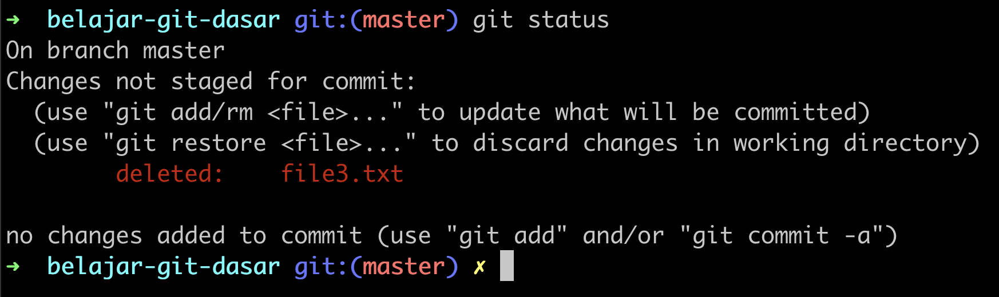 ➜  belajar-git-dasar git:(master) git status
On branch master
Changes not staged for commit:
  (use "git add/rm <file>..." to update what will be committed)
  (use "git restore <file>..." to discard changes in working directory)
        deleted:    file3.txt

no changes added to commit (use "git add" and/or "git commit -a")
➜  belajar-git-dasar git:(master) ✗